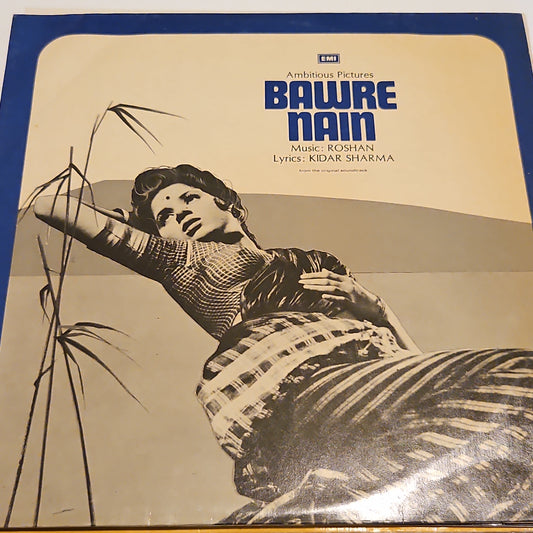 EMI
Ambitious Pictures
BAWRE
NAIN
Music: ROSHAN
Lyrics: KIDAR SHARMA
from the original soundtrack